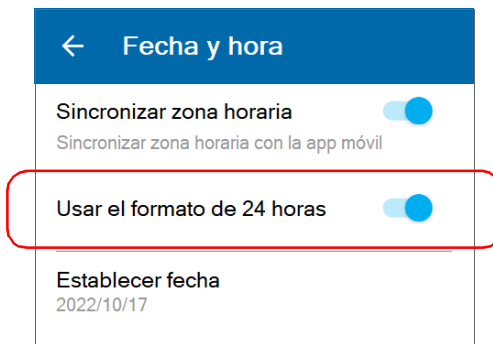 Fecha y hora
Sincronizar zona horaria
Sincronizar zona horaria con la app móvil
Usar el formato de 24 horas
Establecer fecha
2022/10/17